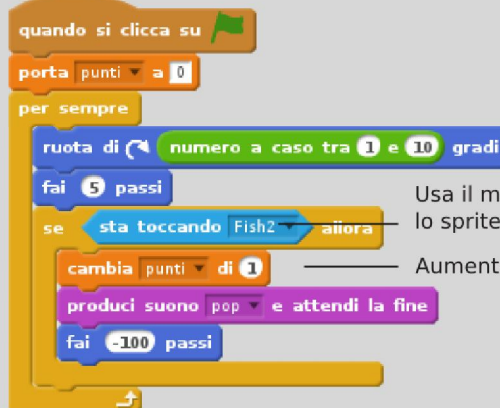 quando si clicca su
porta punti a 0
per sempre
ruota di numero a caso tra 1 e 10 gradi
fai 5 passi
Usa il
se sta toccando Fish2 allora
lo sprite
cambia punti di 1
Aument
produci suono pop e attendi la fine
fai -100 passi